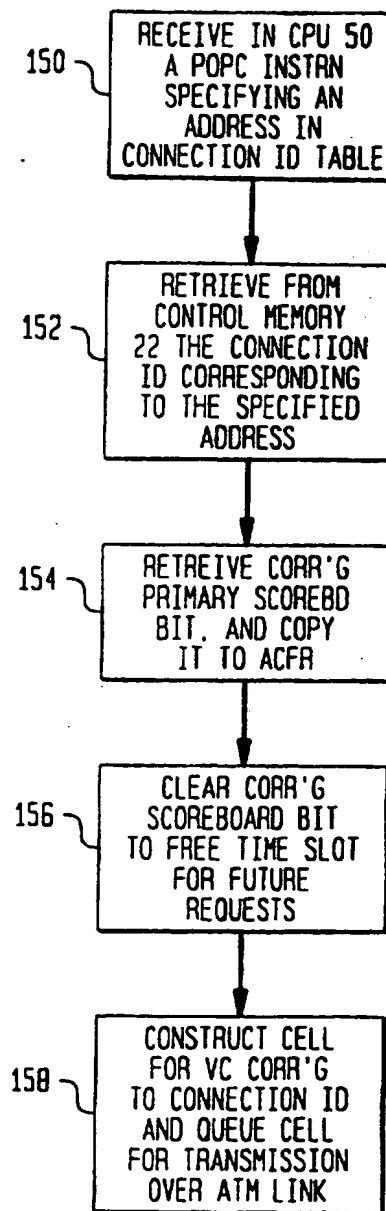 150
RECEIVE IN CPU 50
A POPC INSTRN
SPECIFYING AN
ADDRESS IN
CONNECTION ID TABLE
152
RETRIEVE FROM
CONTROL MEMORY
22 THE CONNECTION
ID CORRESPONDING
TO THE SPECIFIED
ADDRESS
154
RETREIVE CORR'G
PRIMARY SCOREBD
BIT, AND COPY
IT TO ACFR
156
CLEAR CORR'G
SCOREBOARD BIT
TO FREE TIME SLOT
FOR FUTURE
REQUESTS
158
CONSTRUCT CELL
FOR VC CORR'G
TO CONNECTION ID
AND QUEUE CELL
FOR TRANSMISSION
OVER ATM LINK